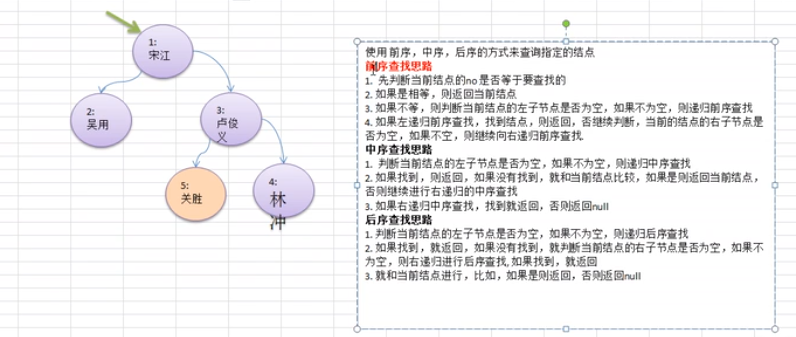 1:
宋江
2:
吴用
3:
卢俊
义
5:
关胜
4:
林
冲
使用 前序，中序，后序的方式来查询指定的结点
前序查找思路
1. 先判断当前结点的no 是否等于要查找的
2. 如果是相等，则返回当前结点
3. 如果不等，则判断当前结点的左子节点是否为空，如果不为空，则递归前序查找
4. 如果左递归前序查找，找到结点，则返回，否继续判断，当前的结点的右子节点是
否为空，如果不空，则继续向右递归前序查找.
中序查找思路
1. 判断当前结点的左子节点是否为空，如果不为空，则递归中序查找
2. 如果找到，则返回，如果没有找到，就和当前结点比较，如果是则返回当前结点，
否则继续进行右递归的中序查找
3. 如果右递归中序查找，找到就返回，否则返回null
后序查找思路
1. 判断当前结点的左子节点是否为空，如果不为空，则递归后序查找
2. 如果找到，就返回，如果没有找到，就判断当前结点的右子节点是否为空，如果不
为空，则右递归进行后序查找, 如果找到，就返回
3. 就和当前结点进行，比如，如果是则返回，否则返回null